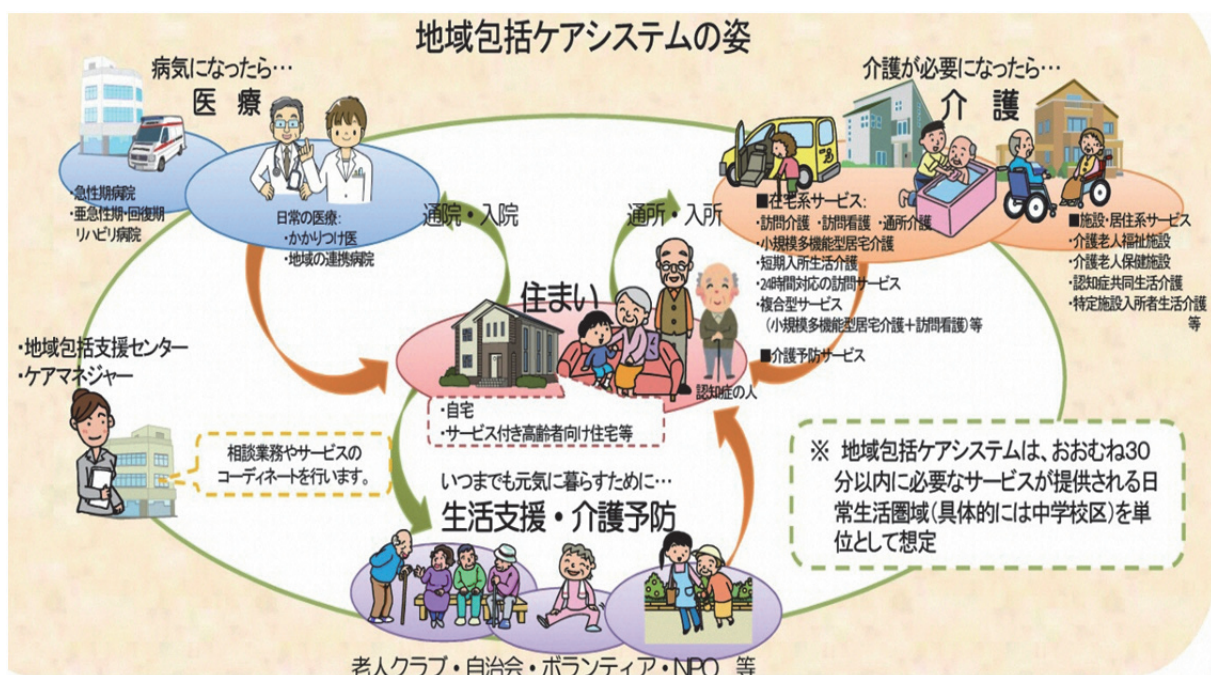 地域包括ケアシステムの姿
病気になったら…
医 療
・急性期病院
・亜急性期・回復期
リハビリ病院
日常の医療:
・かかりつけ医
・地域の連携病院
通院・入院
通所・入所
介護が必要になったら…
介 護
■在宅系サービス:
・訪問介護 ・訪問看護 ・通所介護
・小規模多機能型居宅介護
・短期入所生活介護
・24時間対応の訪問サービス
・複合型サービス
(小規模多機能型居宅介護+訪問看護)等
■介護予防サービス
■施設・居住系サービス
・介護老人福祉施設
・介護老人保健施設
・認知症共同生活介護
・特定施設入所者生活介護
等
住まい
認知症の人
・自宅
・サービス付き高齢者向け住宅等
・地域包括支援センター
・ケアマネジャー
相談業務やサービスの
コーディネートを行います。
いつまでも元気に暮らすために…
生活支援・介護予防
老人クラブ・自治会・ボランティア・NPO 等
※ 地域包括ケアシステムは、おおむね30
分以内に必要なサービスが提供される日
常生活圏域(具体的には中学校区)を単
位として想定